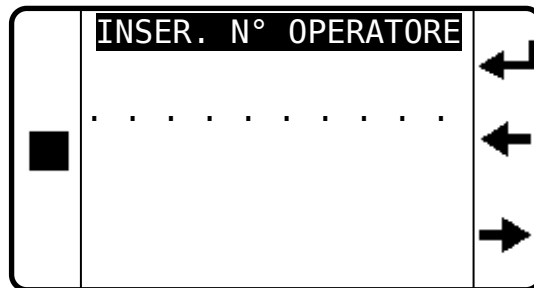 INSER. N° OPERATORE
. . . . . . . . . .